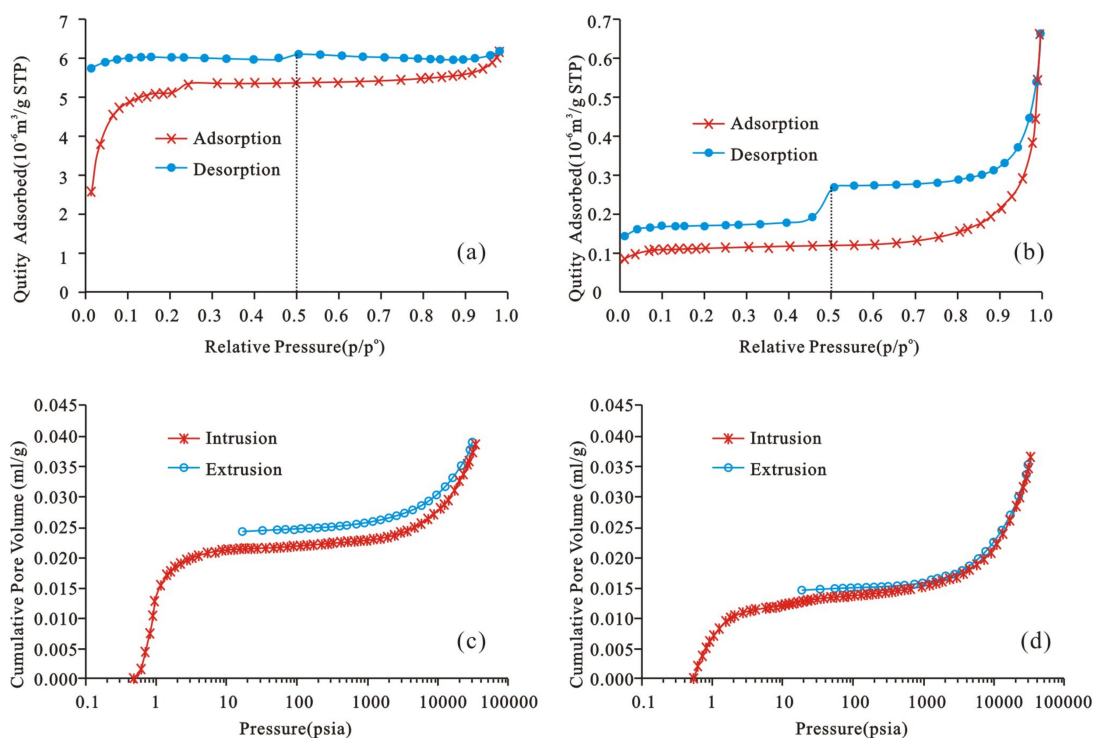 7
6
5
4
3
2
1
0
Qutity Adsorbed(10⁻⁶m³/g STP)
Adsorption
Desorption
(a)
0.0 0.1 0.2 0.3 0.4 0.5 0.6 0.7 0.8 0.9 1.0
Relative Pressure(p/p°)
0.7
0.6
0.5
0.4
0.3
0.2
0.1
0
Qutity Adsorbed(10⁻⁶m³/g STP)
Adsorption
Desorption
(b)
0.0 0.1 0.2 0.3 0.4 0.5 0.6 0.7 0.8 0.9 1.0
Relative Pressure(p/p°)
0.045
0.040
0.035
0.030
0.025
0.020
0.015
0.010
0.005
0.000
Cumulative Pore Volume (ml/g)
Intrusion
Extrusion
(c)
0.1 1 10 100 1000 10000 100000
Pressure(psia)
0.045
0.040
0.035
0.030
0.025
0.020
0.015
0.010
0.005
0.000
Cumulative Pore Volume (ml/g)
Intrusion
Extrusion
(d)
0.1 1 10 100 1000 10000 100000
Pressure(psia)